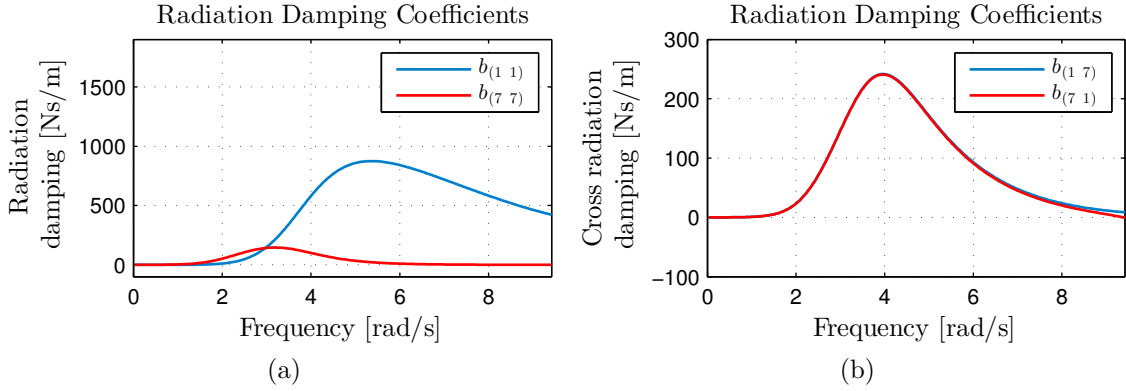 Radiation Damping Coefficients
1500
1000
500
0
Radiation
damping [Ns/m]
b(1 1)
b(7 7)
0 2 4 6 8
Frequency [rad/s]
(a)
Radiation Damping Coefficients
300
200
100
0
−100
Cross radiation
damping [Ns/m]
b(1 7)
b(7 1)
0 2 4 6 8
Frequency [rad/s]
(b)